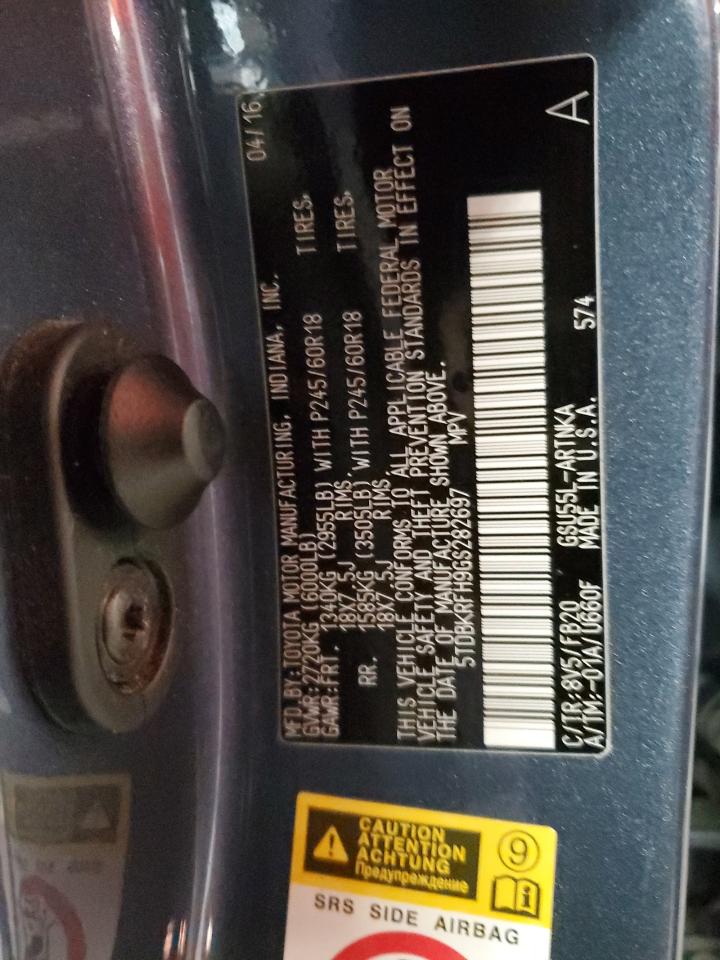 MFD.BY:TOYOTA MOTOR MANUFACTURING, INDIANA, INC. 04/16
GVWR:2720KG (6000LB)
GAWR:FRT. 1340KG (2955LB) WITH P245/60R18 TIRES,
18X7.5J RIMS,
RR. 1585KG (3505LB) WITH P245/60R18 TIRES,
18X7.5J RIMS,
THIS VEHICLE CONFORMS TO ALL APPLICABLE FEDERAL MOTOR
VEHICLE SAFETY AND THEFT PREVENTION STANDARDS IN EFFECT ON
THE DATE OF MANUFACTURE SHOWN ABOVE.
5TDBKRFH9GS282697 MPV
C/TR:8V5/FB20 GSU55L-ARTNKA 574 A
A/TM:-01A/U660F MADE IN U.S.A.
CAUTION
ATTENTION
ACHTUNG
Предупреждение
9
i
SRS SIDE AIRBAG